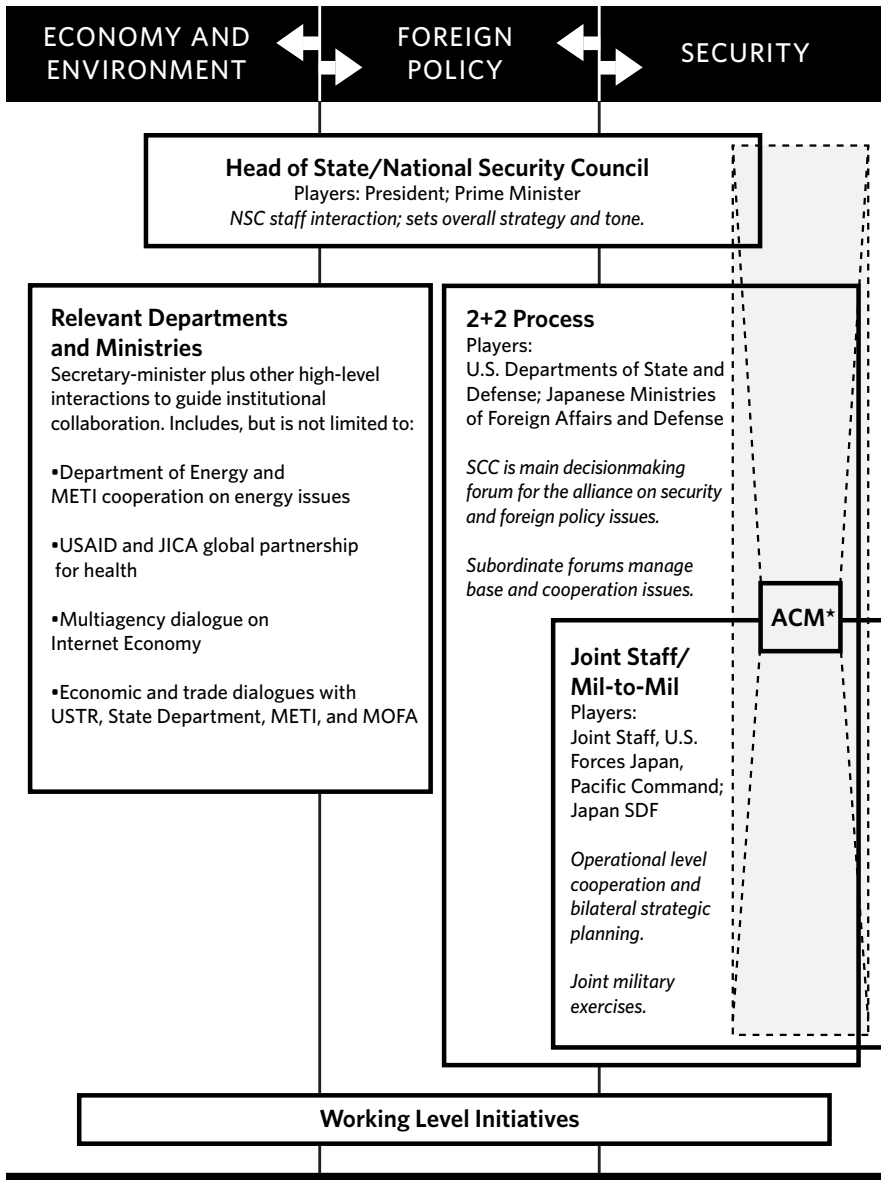 ECONOMY AND
ENVIRONMENT
FOREIGN
POLICY
SECURITY
Head of State/National Security Council
Players: President; Prime Minister
NSC staff interaction; sets overall strategy and tone.
Relevant Departments
and Ministries
Secretary-minister plus other high-level
interactions to guide institutional
collaboration. Includes, but is not limited to:
•Department of Energy and
METI cooperation on energy issues
•USAID and JICA global partnership
for health
•Multiagency dialogue on
Internet Economy
•Economic and trade dialogues with
USTR, State Department, METI, and MOFA
2+2 Process
Players:
U.S. Departments of State and
Defense; Japanese Ministries
of Foreign Affairs and Defense
SCC is main decisionmaking
forum for the alliance on security
and foreign policy issues.
Subordinate forums manage
base and cooperation issues.
ACM*
Joint Staff/
Mil-to-Mil
Players:
Joint Staff, U.S.
Forces Japan,
Pacific Command;
Japan SDF
Operational level
cooperation and
bilateral strategic
planning.
Joint military
exercises.
Working Level Initiatives